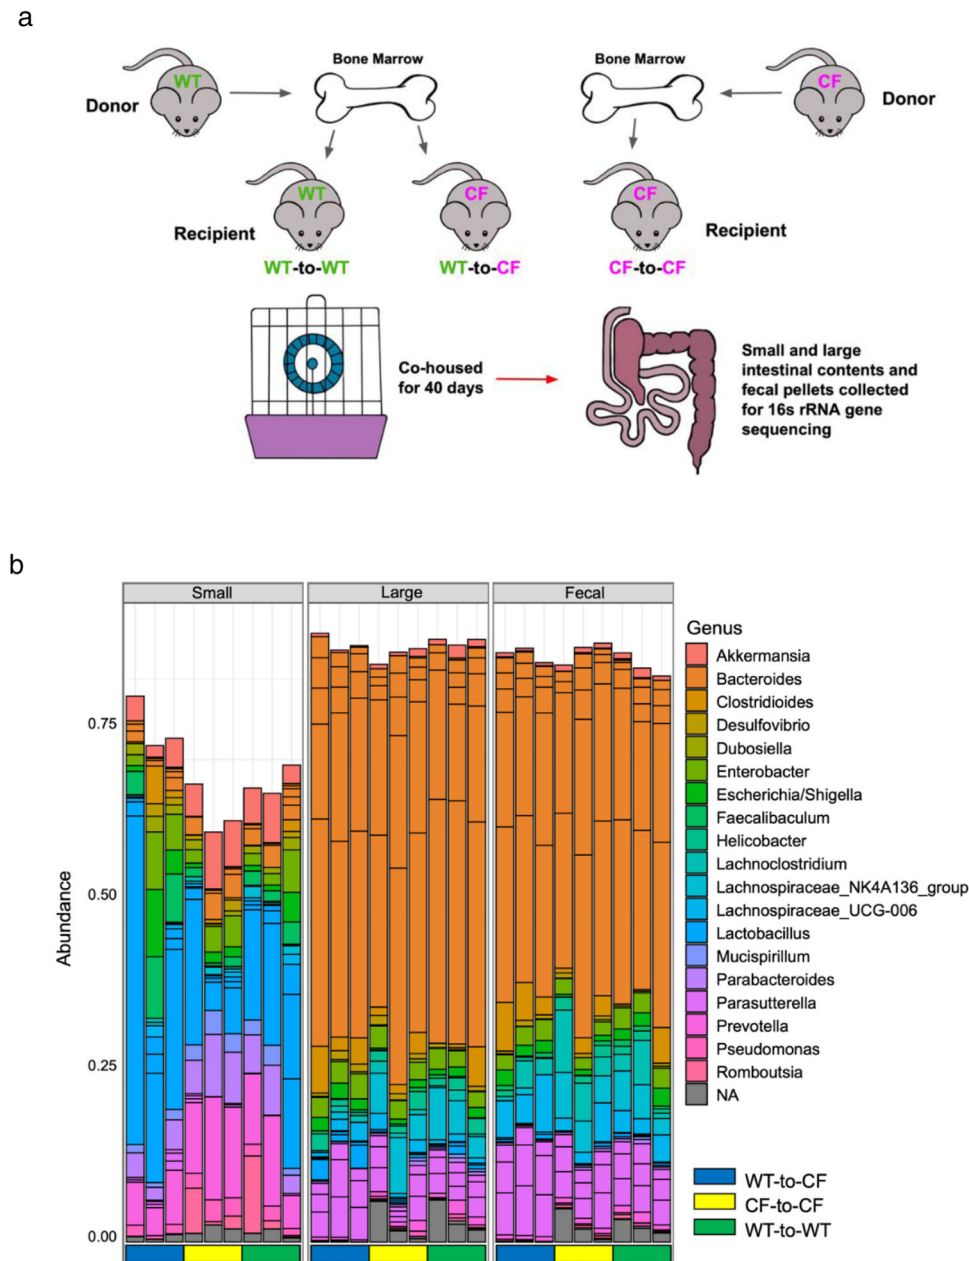 a
Bone Marrow
Bone Marrow
WT
CF
Donor
Donor
WT
CF
CF
Recipient
Recipient
WT-to-WT
WT-to-CF
CF-to-CF
Co-housed
for 40 days
Small and large
intestinal contents and
fecal pellets collected
for 16s rRNA gene
sequencing
b
Small
Large
Fecal
Abundance
0.75
0.50
0.25
0.00
Genus
Akkermansia
Bacteroides
Clostridioides
Desulfovibrio
Dubosiella
Enterobacter
Escherichia/Shigella
Faecalibaculum
Helicobacter
Lachnoclostridium
Lachnospiraceae_NK4A136_group
Lachnospiraceae_UCG-006
Lactobacillus
Mucispirillum
Parabacteroides
Parasutterella
Prevotella
Pseudomonas
Romboutsia
NA
WT-to-CF
CF-to-CF
WT-to-WT